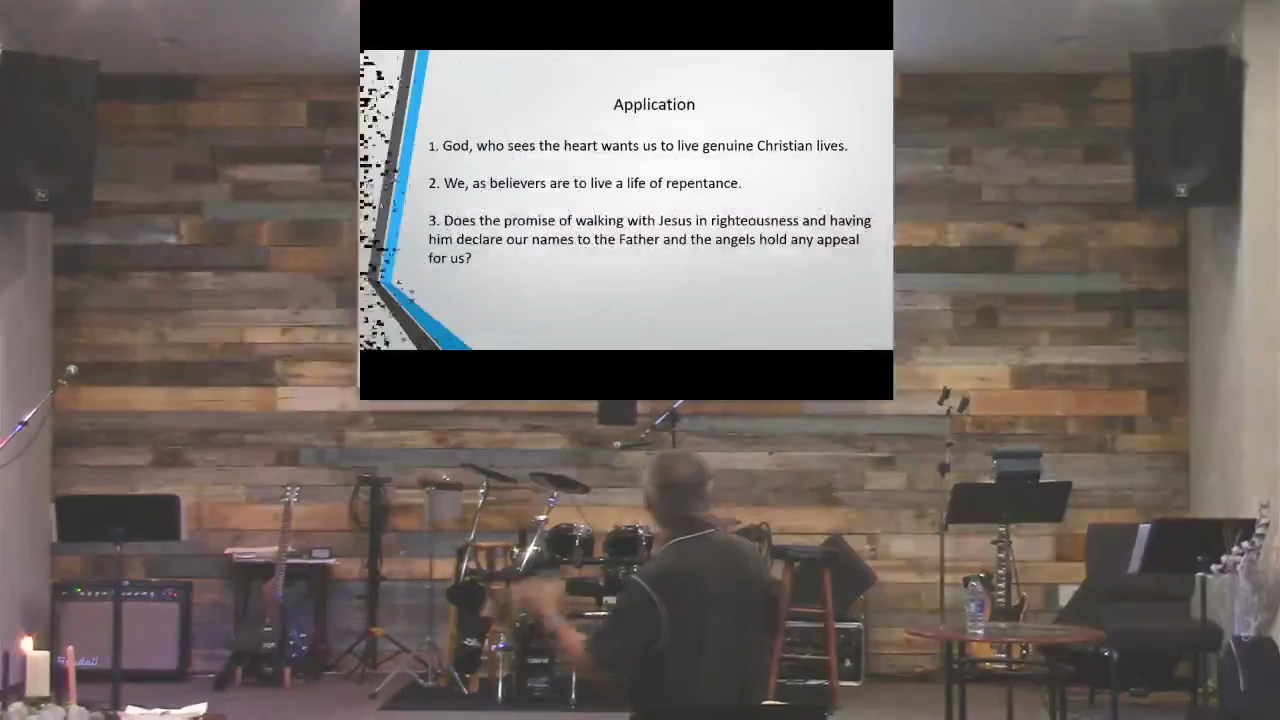 Application
1. God, who sees the heart wants us to live genuine Christian lives.
2. We, as believers are to live a life of repentance.
3. Does the promise of walking with Jesus in righteousness and having
him declare our names to the Father and the angels hold any appeal
for us?
Randall